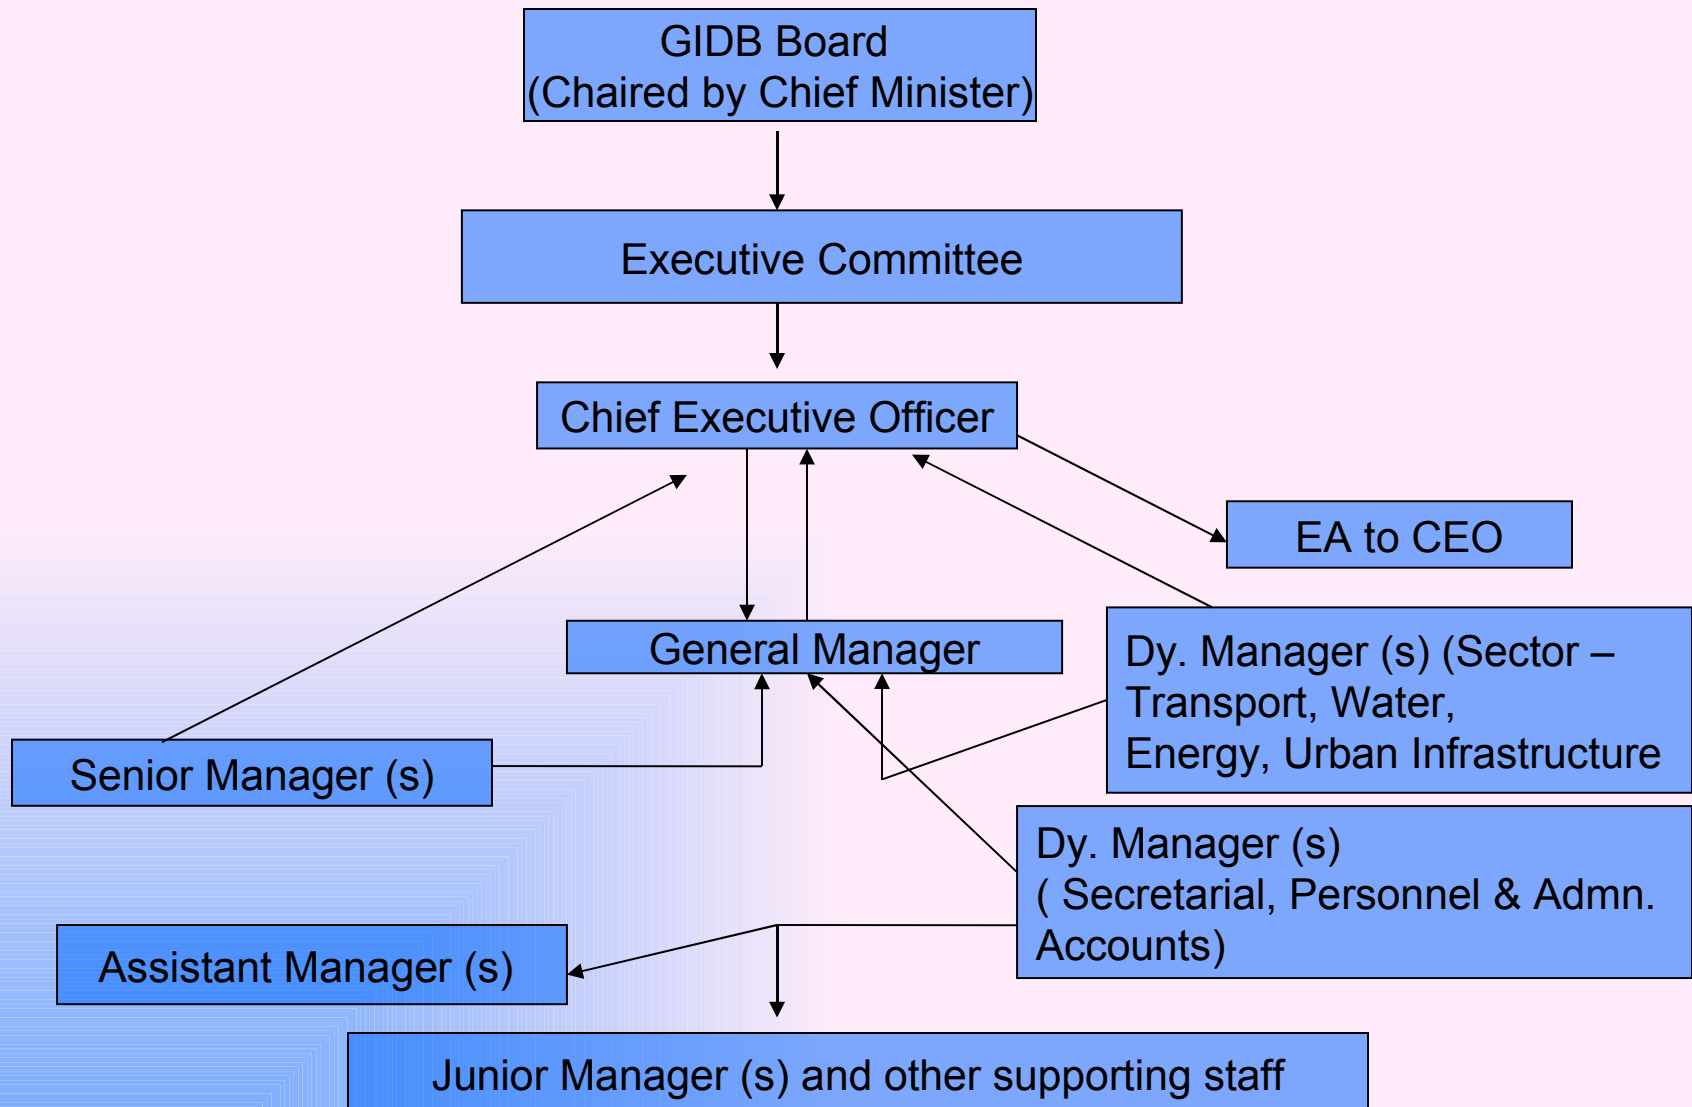 GIDB Board
(Chaired by Chief Minister)
Executive Committee
Chief Executive Officer
EA to CEO
General Manager
Dy. Manager (s) (Sector –
Transport, Water,
Energy, Urban Infrastructure
Senior Manager (s)
Dy. Manager (s)
( Secretarial, Personnel & Admn.
Accounts)
Assistant Manager (s)
Junior Manager (s) and other supporting staff